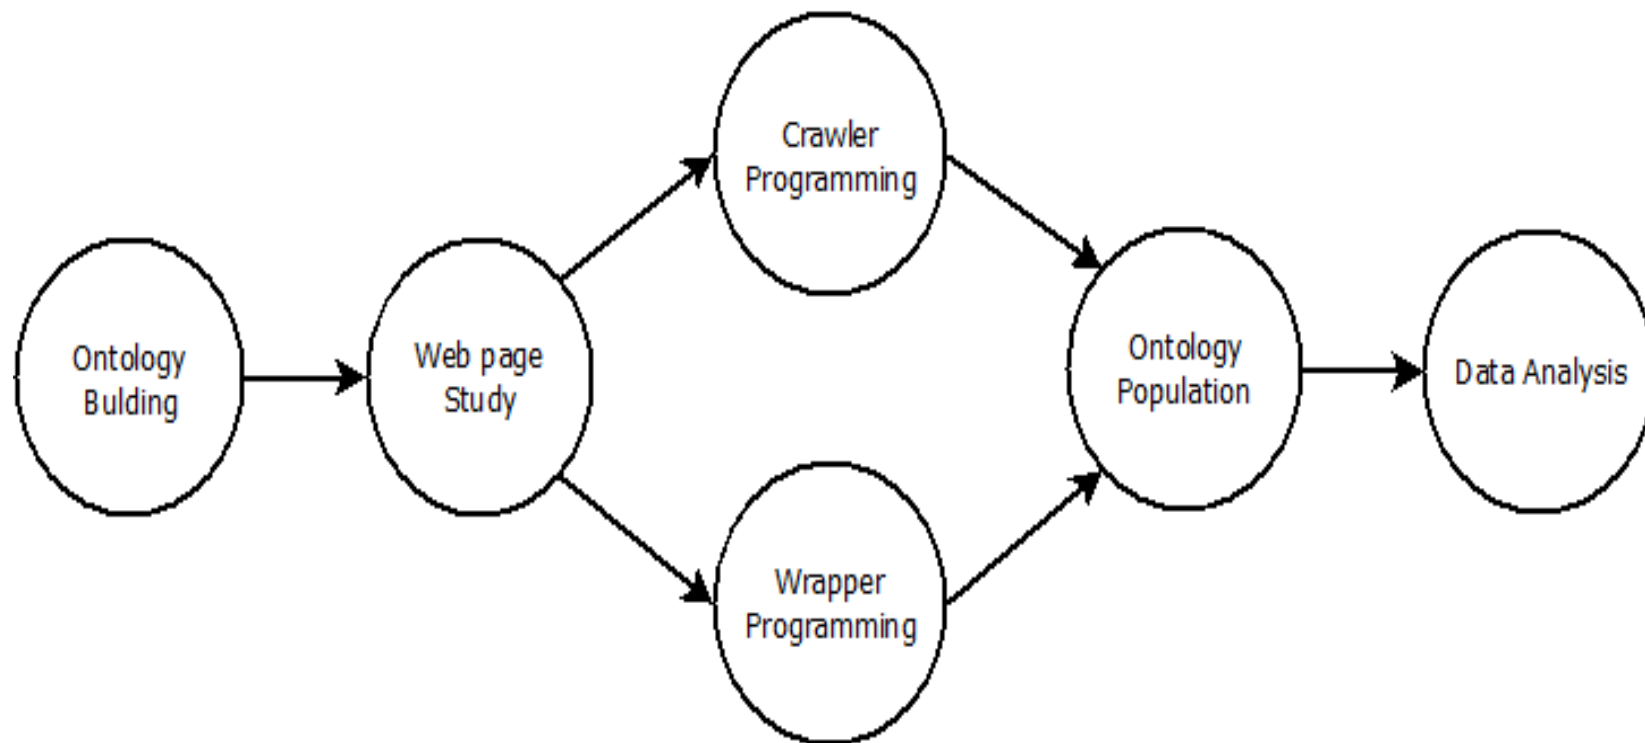 Ontology
Bulding
Web page
Study
Crawler
Programming
Wrapper
Programming
Ontology
Population
Data Analysis